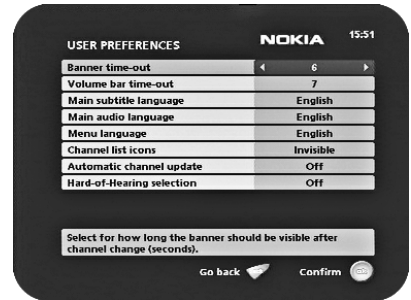 USER PREFERENCES NOKIA 15:51
Banner time-out 6
Volume bar time-out 7
Main subtitle language English
Main audio language English
Menu language English
Channel list icons Invisible
Automatic channel update Off
Hard-of-Hearing selection Off
Select for how long the banner should be visible after
channel change (seconds).
Go back Confirm